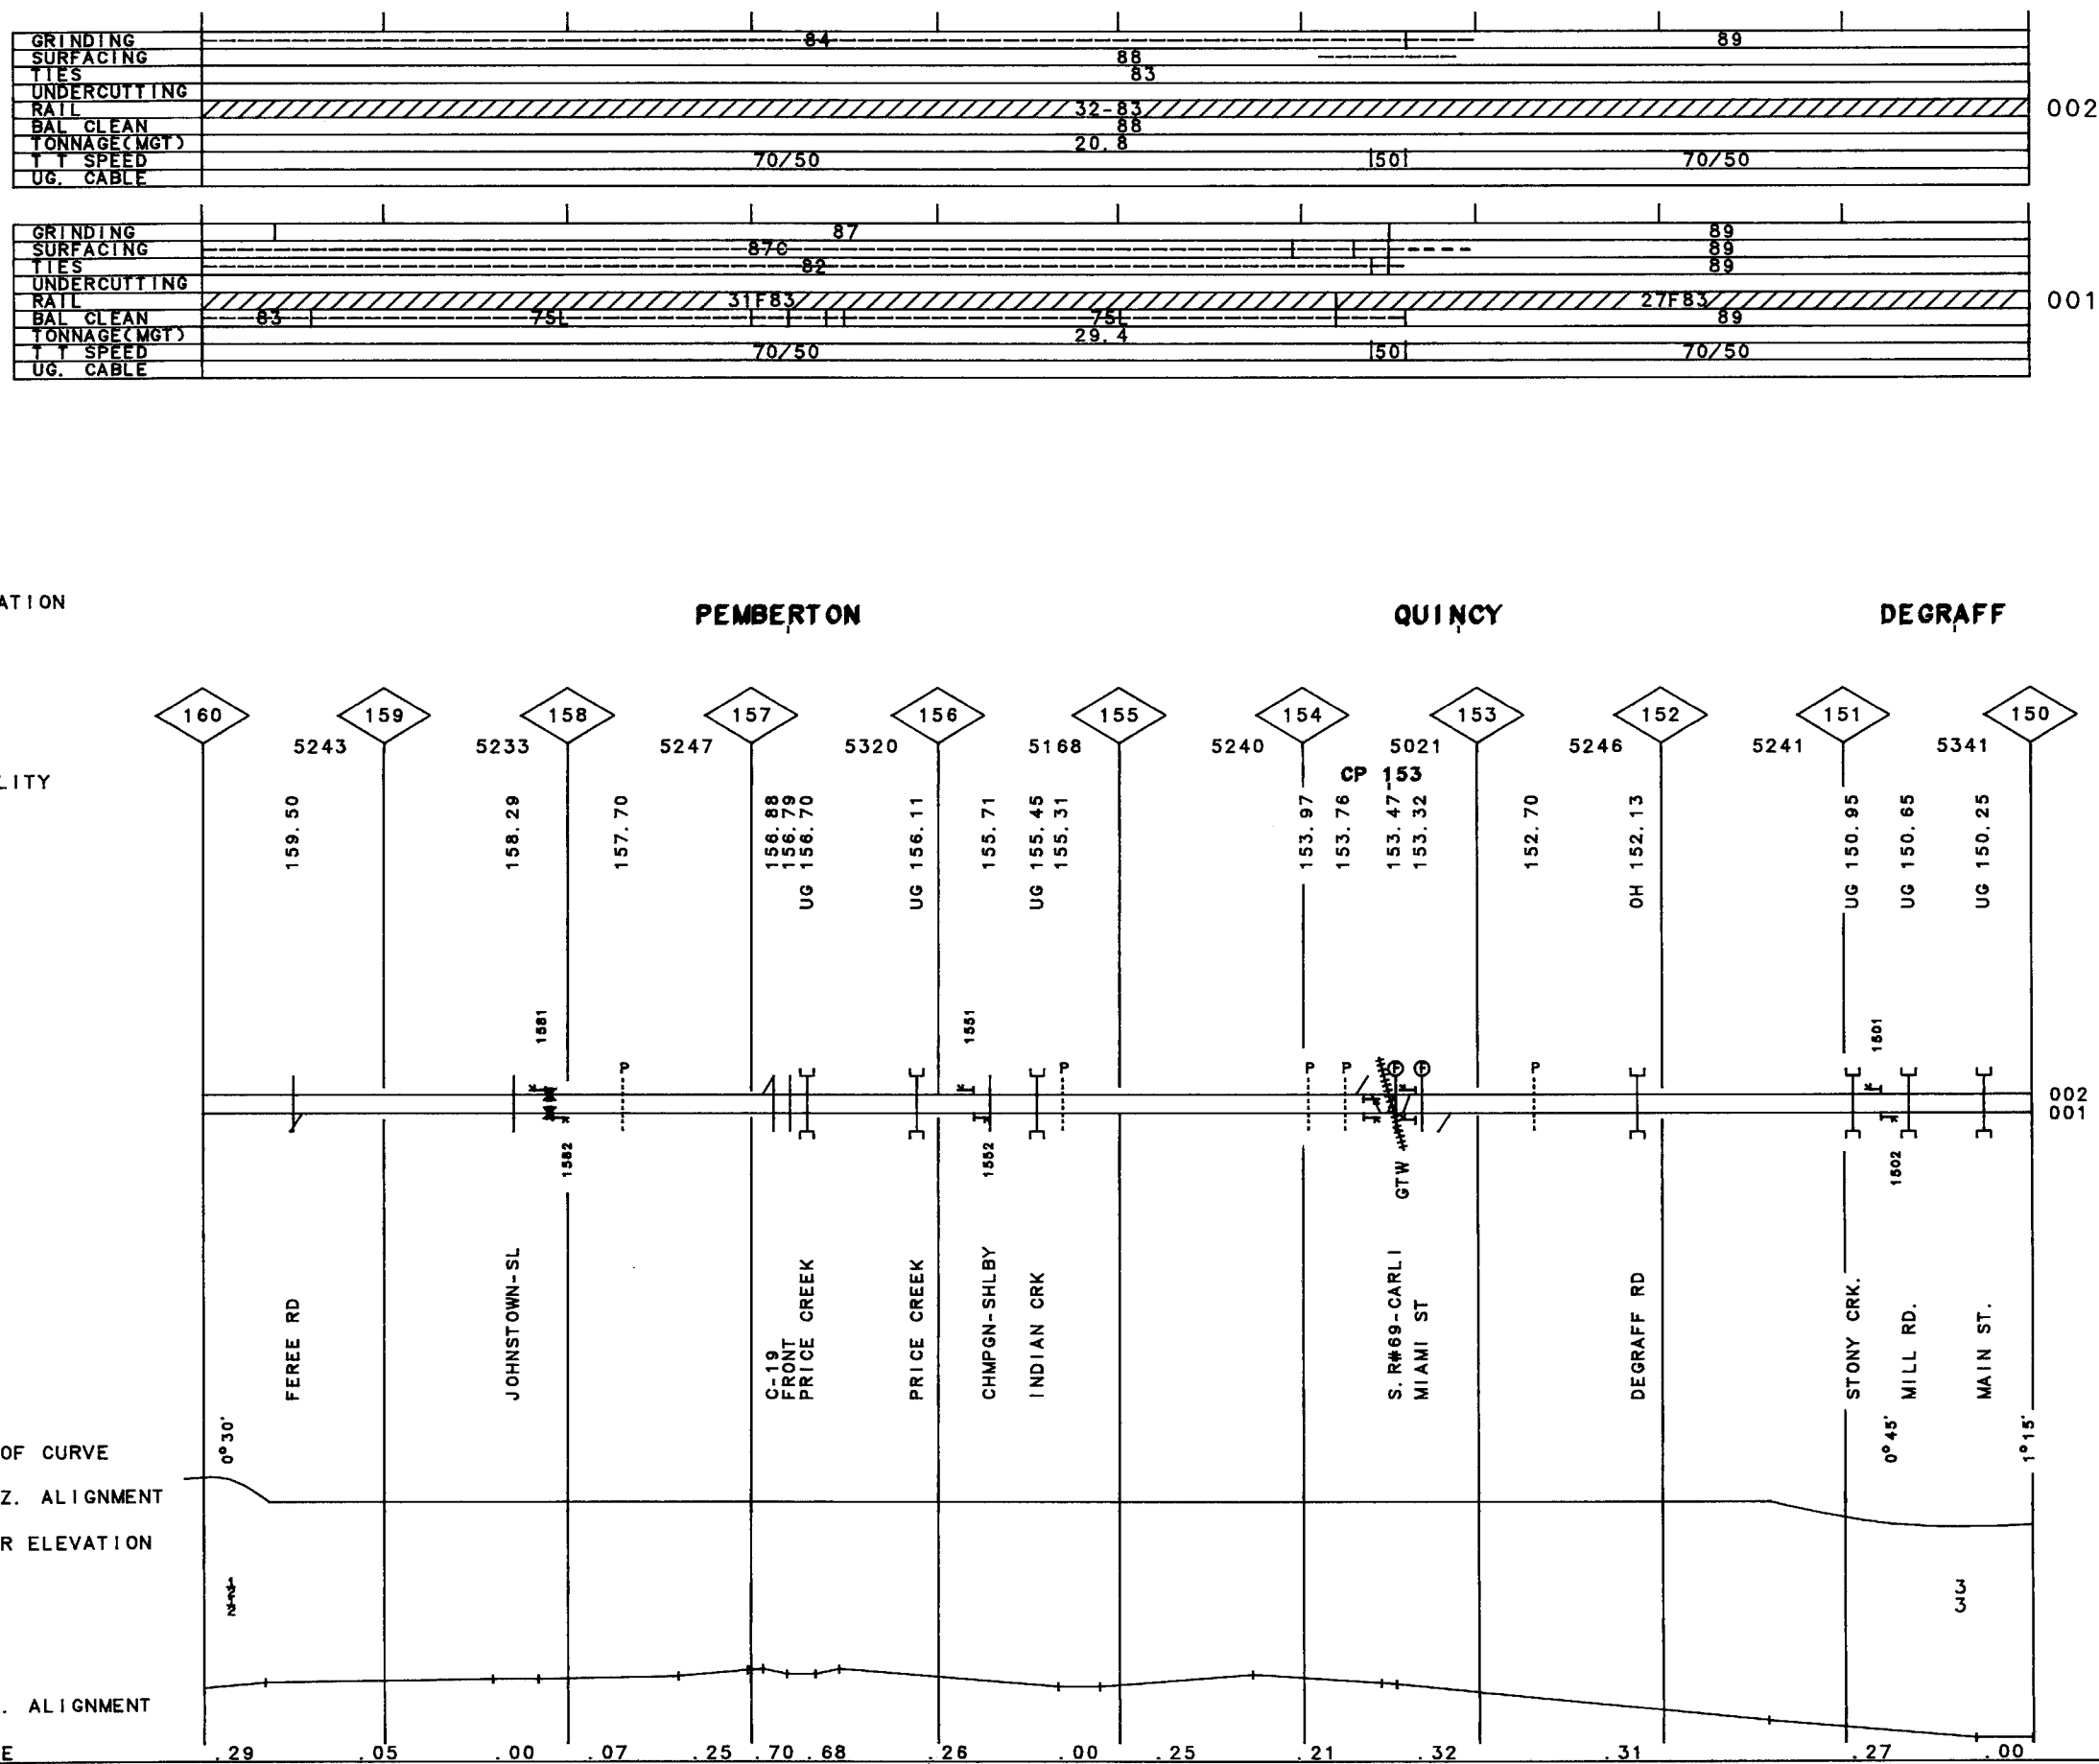 GRINDING 84 89
SURFACING 88
TIES 83
UNDERCUTTING
RAIL 32-83 002
BAL CLEAN 88
TONNAGE(MGT) 20.8
T T SPEED 70/50 50 70/50
UG. CABLE
GRINDING 87 89
SURFACING 87C 89
TIES 82 89
UNDERCUTTING
RAIL 31F83 27F83 001
BAL CLEAN 83 75L 75L 89
TONNAGE(MGT) 29.4
T T SPEED 70/50 50 70/50
UG. CABLE
ATION PEMBERTON QUINCY DEGRAFF
160 159 158 157 156 155 154 153 152 151 150
5243 5233 5247 5320 5168 5240 5021 5246 5241 5341
LITY CP 153
159.50 158.29 157.70 156.88 156.79 UG 156.70 UG 156.11 155.71 UG 155.45 155.31 153.97 153.76 153.47 153.32 152.70 OH 152.13 UG 150.95 UG 150.65 UG 150.25
1581 1551 1501
P P P F F P
002
001
1582 1552 GTW 1502
FEREE RD JOHNSTOWN-SL C-19 FRONT PRICE CREEK PRICE CREEK CHMPGN-SHLBY INDIAN CRK S.R#69-CARLI MIAMI ST DEGRAFF RD STONY CRK. MILL RD. MAIN ST.
OF CURVE 0°30' 0°45' 1°15'
Z. ALIGNMENT
R ELEVATION
3
3
. ALIGNMENT
E .29 .05 .00 .07 .25 .70 .68 .26 .00 .25 .21 .32 .31 .27 .00